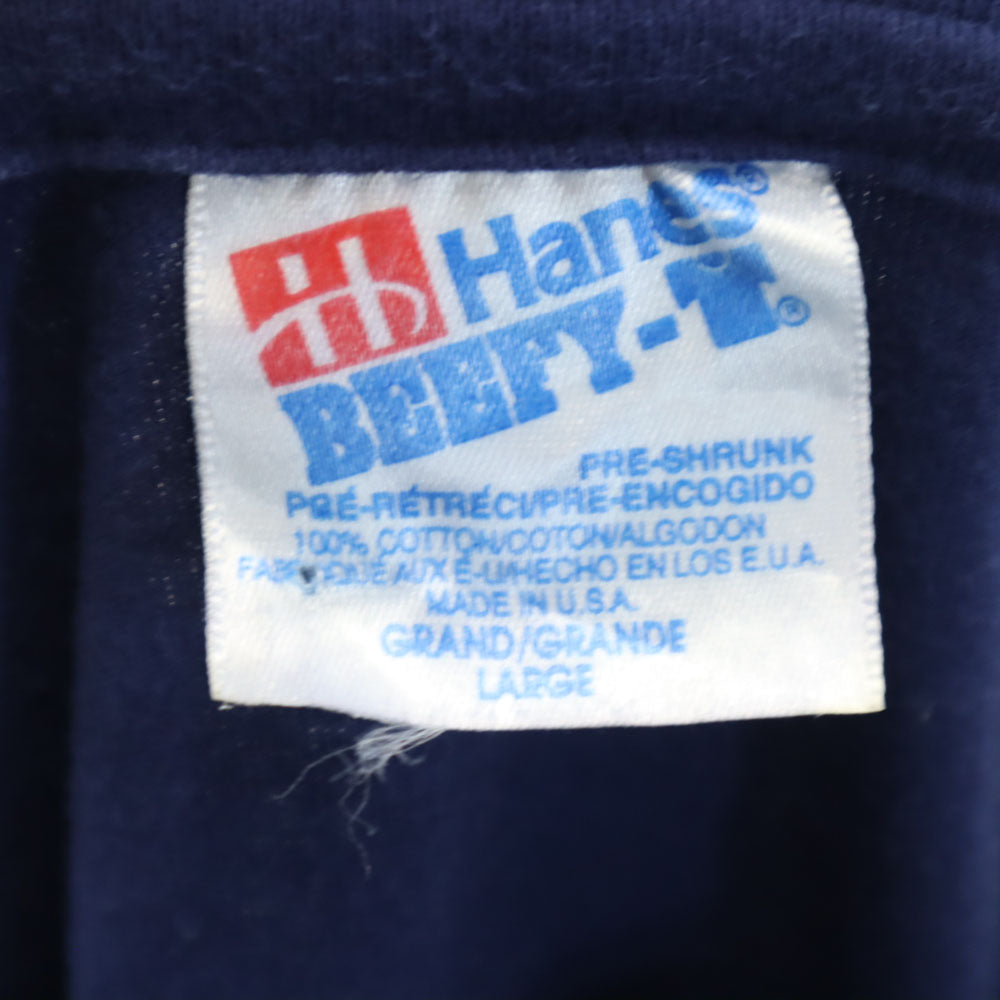 Hanes®
BEEFY-T®
PRE-SHRUNK
PRÉ-RÉTRÉCI/PRE-ENCOGIDO
100% COTTON/COTON/ALGODON
FABRIQUE AUX É-U/HECHO EN LOS E.U.A.
MADE IN U.S.A.
GRAND/GRANDE
LARGE